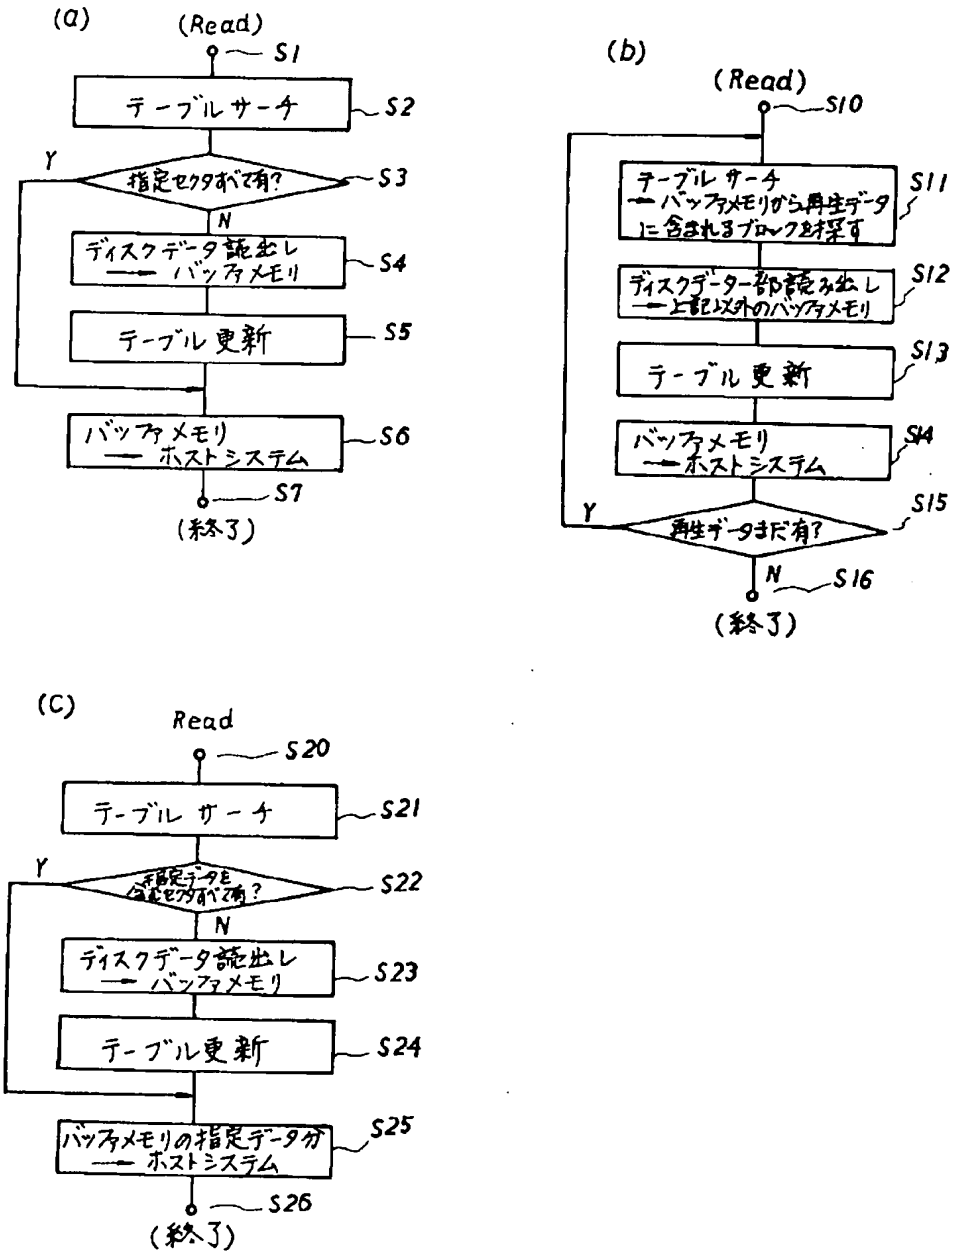 (a)
(Read)
S1
テーブルサーチ
S2
Y
指定セクタすべて有?
S3
N
ディスクデータ読出し
→ バッファメモリ
S4
テーブル更新
S5
バッファメモリ
→ ホストシステム
S6
S7
(終了)
(b)
(Read)
S10
テーブルサーチ
→バッファメモリから再生データ
に含まれるブロックを探す
S11
ディスクデータ一部読み出し
→上記以外のバッファメモリ
S12
テーブル更新
S13
バッファメモリ
→ホストシステム
S14
Y
再生データまだ有?
S15
N
S16
(終了)
(c)
Read
S20
テーブルサーチ
S21
Y
指定データを
含むセクタすべて有?
S22
N
ディスクデータ読出し
→ バッファメモリ
S23
テーブル更新
S24
バッファメモリの指定データ分
→ ホストシステム
S25
S26
(終了)